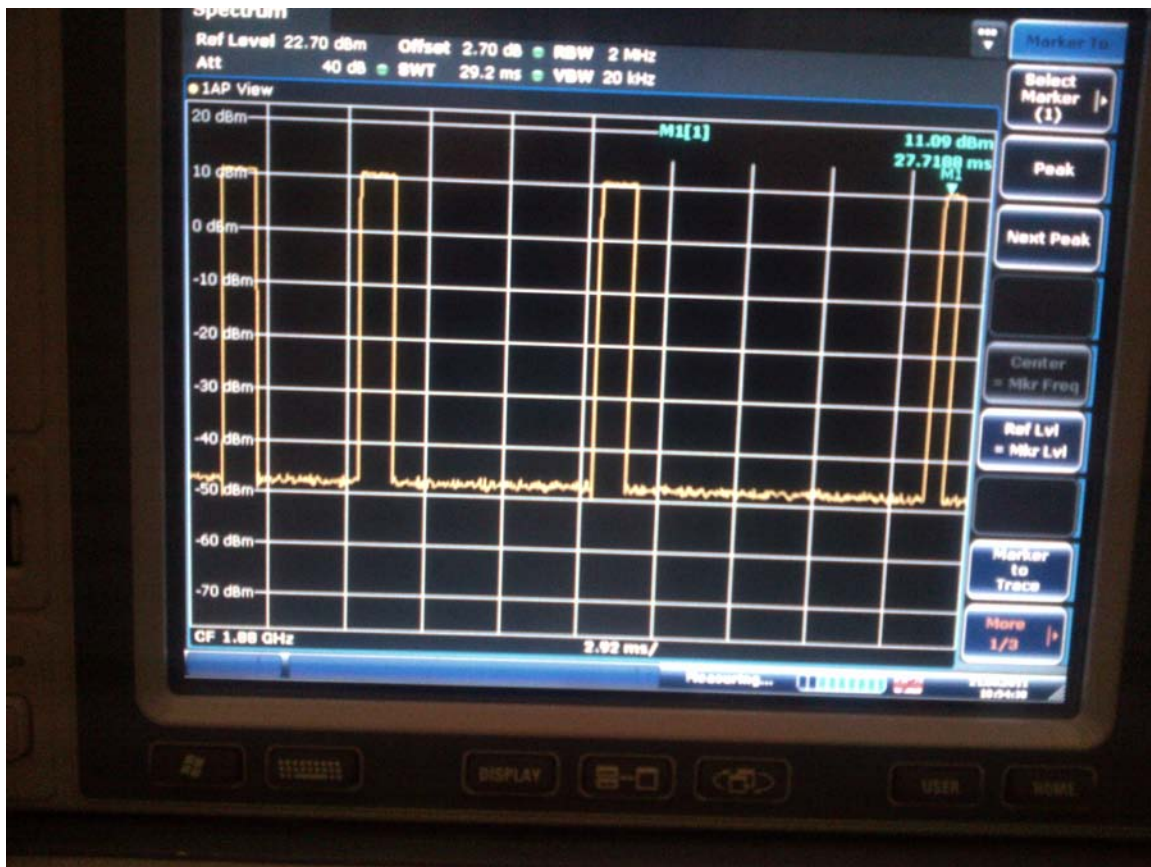 Spectrum
Ref Level 22.70 dBm Offset 2.70 dB RBW 2 MHz
Att 40 dB SWT 29.2 ms VBW 20 kHz
1AP View
M1[1] 11.09 dBm
27.7188 ms
M1
20 dBm
10 dBm
0 dBm
-10 dBm
-20 dBm
-30 dBm
-40 dBm
-50 dBm
-60 dBm
-70 dBm
CF 1.88 GHz 2.92 ms/
Measuring...
Marker To
Select
Marker
(1)
Peak
Next Peak
Center
= Mkr Freq
Ref Lvl
= Mkr Lvl
Marker
to
Trace
More
1/3
DISPLAY
USER
HOME